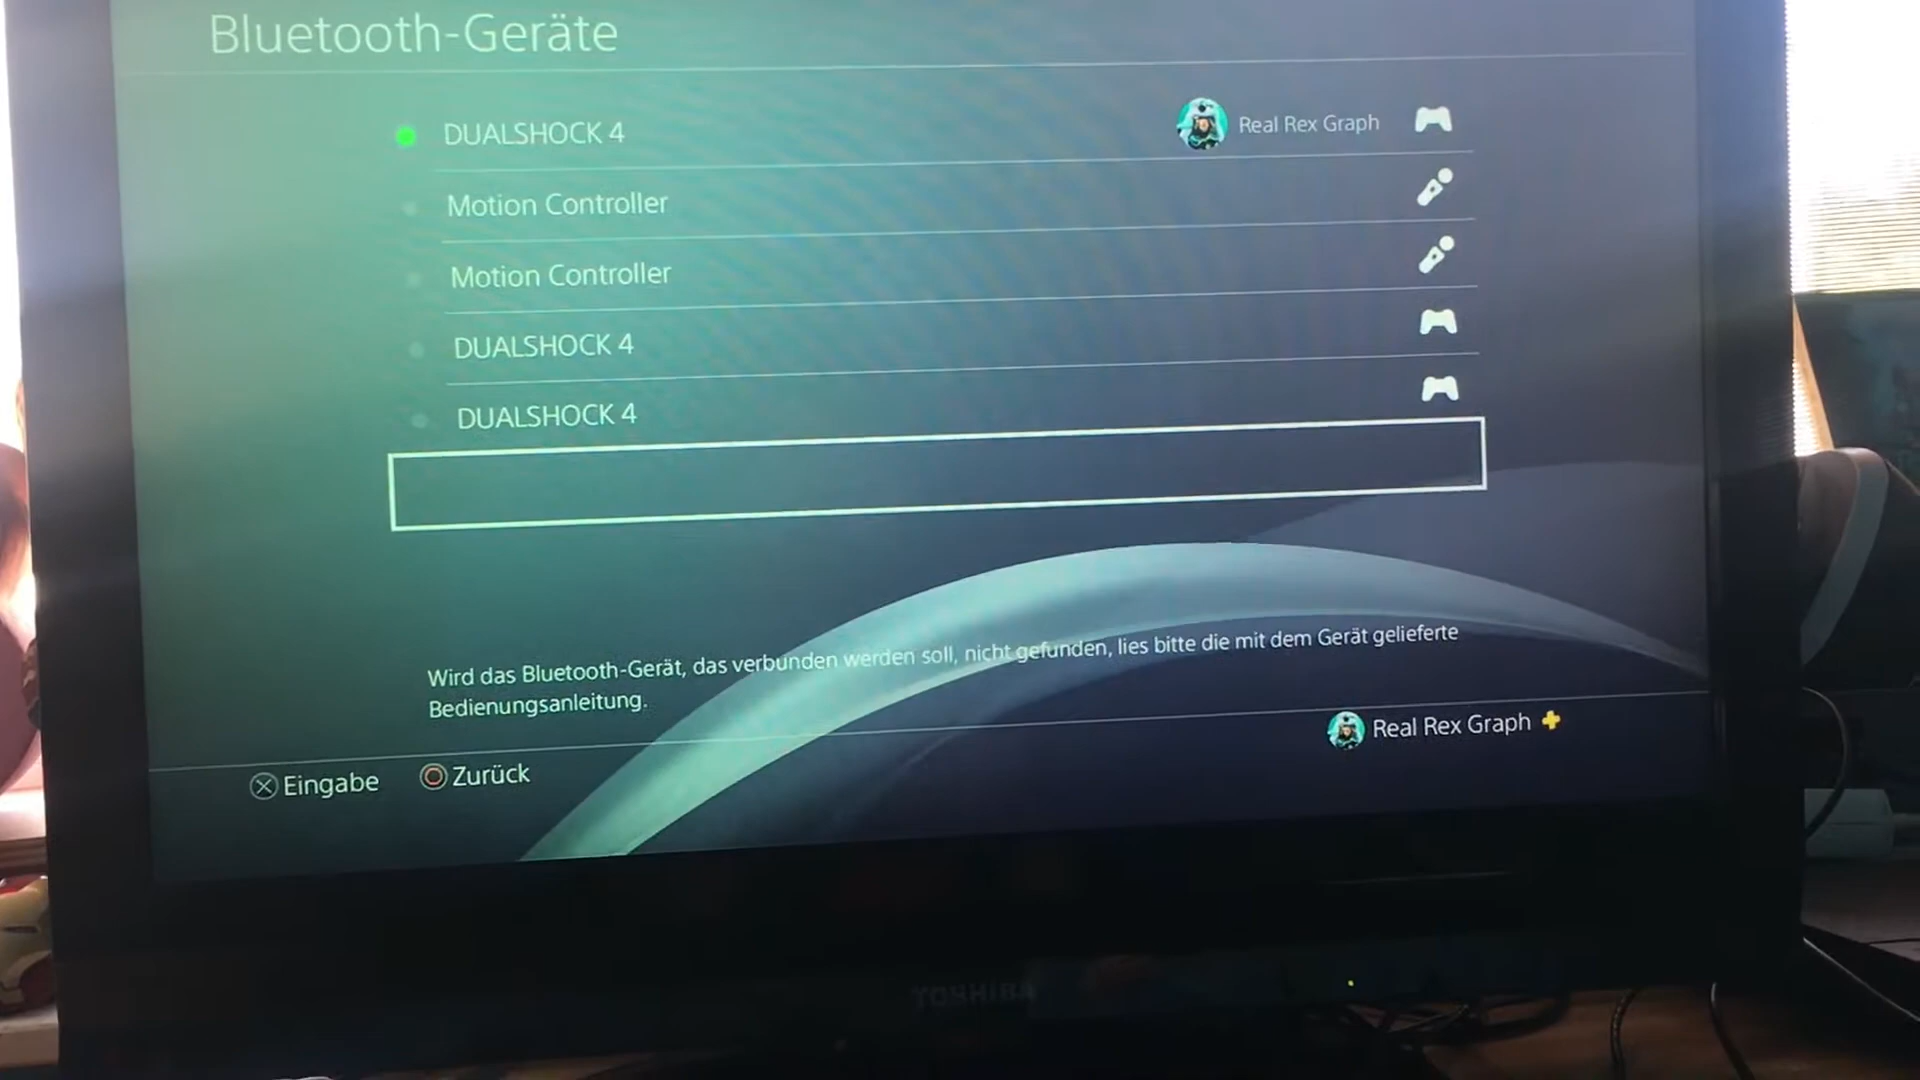 Bluetooth-Geräte
DUALSHOCK 4 Real Rex Graph
Motion Controller
Motion Controller
DUALSHOCK 4
DUALSHOCK 4
Wird das Bluetooth-Gerät, das verbunden werden soll, nicht gefunden, lies bitte die mit dem Gerät gelieferte
Bedienungsanleitung.
Real Rex Graph
Eingabe Zurück
TOSHIBA